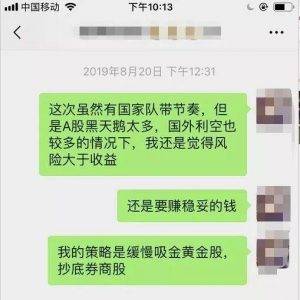 中国移动
下午10:13
2019年8月20日 下午12:31
这次虽然有国家队带节奏，但
是A股黑天鹅太多，国外利空也
较多的情况下，我还是觉得风
险大于收益
还是要赚稳妥的钱
我的策略是缓慢吸金黄金股，
抄底券商股